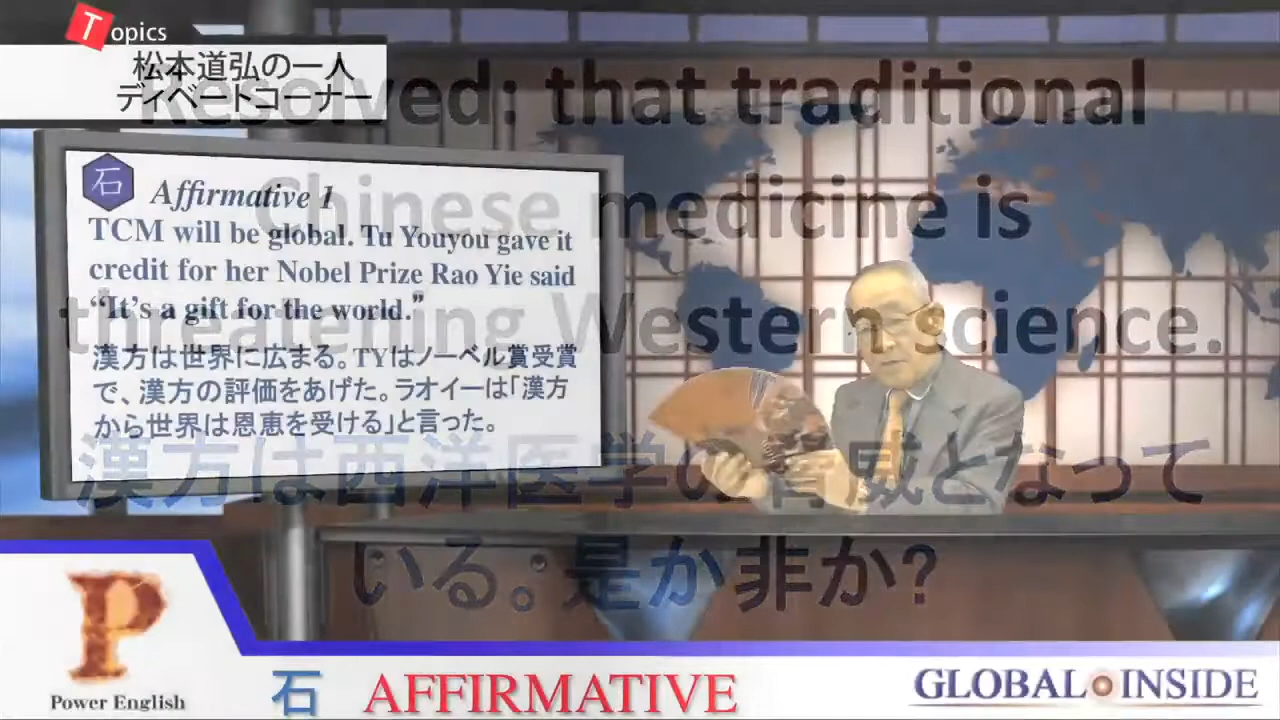 Topics
松本道弘の一人
ディベートコーナー
Resolved: that traditional
Chinese medicine is
threatening Western science.
漢方は西洋医学の脅威となって
いる。是か非か?
石
Affirmative 1
TCM will be global. Tu Youyou gave it
credit for her Nobel Prize Rao Yie said
“It’s a gift for the world.”
漢方は世界に広まる。TYはノーベル賞受賞
で、漢方の評価をあげた。ラオイーは「漢方
から世界は恩恵を受ける」と言った。
P
Power English
石 AFFIRMATIVE
GLOBAL INSIDE